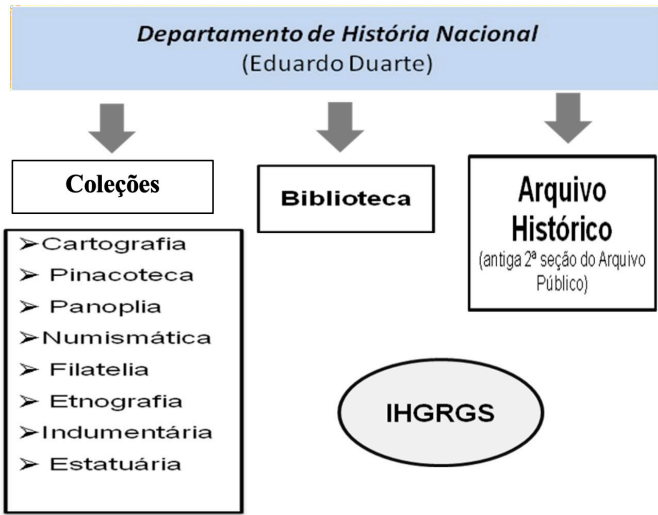 Departamento de História Nacional
(Eduardo Duarte)
Coleções
➢Cartografia
➢ Pinacoteca
➢ Panoplia
➢Numismática
➢ Filatelia
➢ Etnografia
➢Indumentária
➢ Estatuária
Biblioteca
Arquivo
Histórico
(antiga 2ª seção do Arquivo
Público)
IHGRGS